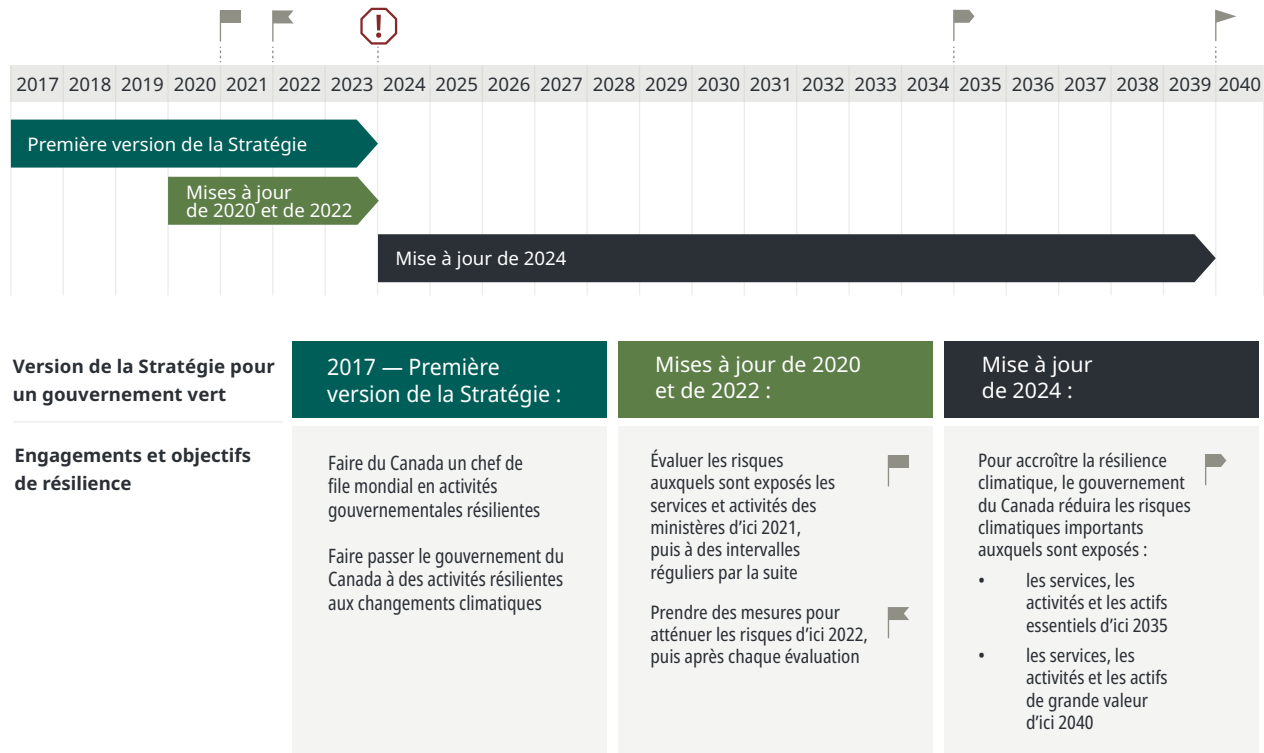 2017 2018 2019 2020 2021 2022 2023 2024 2025 2026 2027 2028 2029 2030 2031 2032 2033 2034 2035 2036 2037 2038 2039 2040
Première version de la Stratégie
Mises à jour
de 2020 et de 2022
Mise à jour de 2024
Version de la Stratégie pour
un gouvernement vert
2017 — Première
version de la Stratégie :
Mises à jour de 2020
et de 2022 :
Mise à jour
de 2024 :
Engagements et objectifs
de résilience
Faire du Canada un chef de
file mondial en activités
gouvernementales résilientes
Faire passer le gouvernement du
Canada à des activités résilientes
aux changements climatiques
Évaluer les risques
auxquels sont exposés les
services et activités des
ministères d’ici 2021,
puis à des intervalles
réguliers par la suite
Prendre des mesures pour
atténuer les risques d’ici 2022,
puis après chaque évaluation
Pour accroître la résilience
climatique, le gouvernement
du Canada réduira les risques
climatiques importants
auxquels sont exposés :
• les services, les
activités et les actifs
essentiels d’ici 2035
• les services, les
activités et les actifs
de grande valeur
d’ici 2040